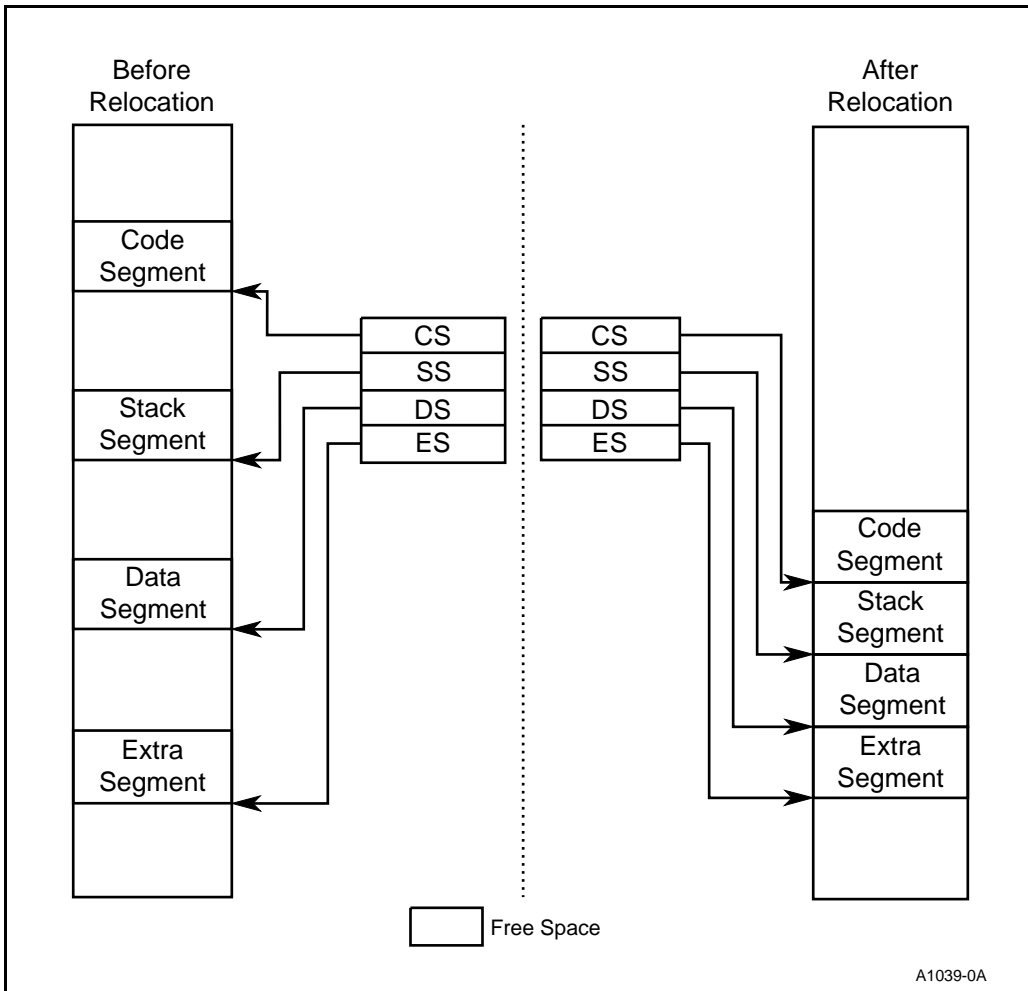 Before
Relocation
Code
Segment
Stack
Segment
Data
Segment
Extra
Segment
CS
SS
DS
ES
CS
SS
DS
ES
After
Relocation
Code
Segment
Stack
Segment
Data
Segment
Extra
Segment
Free Space
A1039-0A